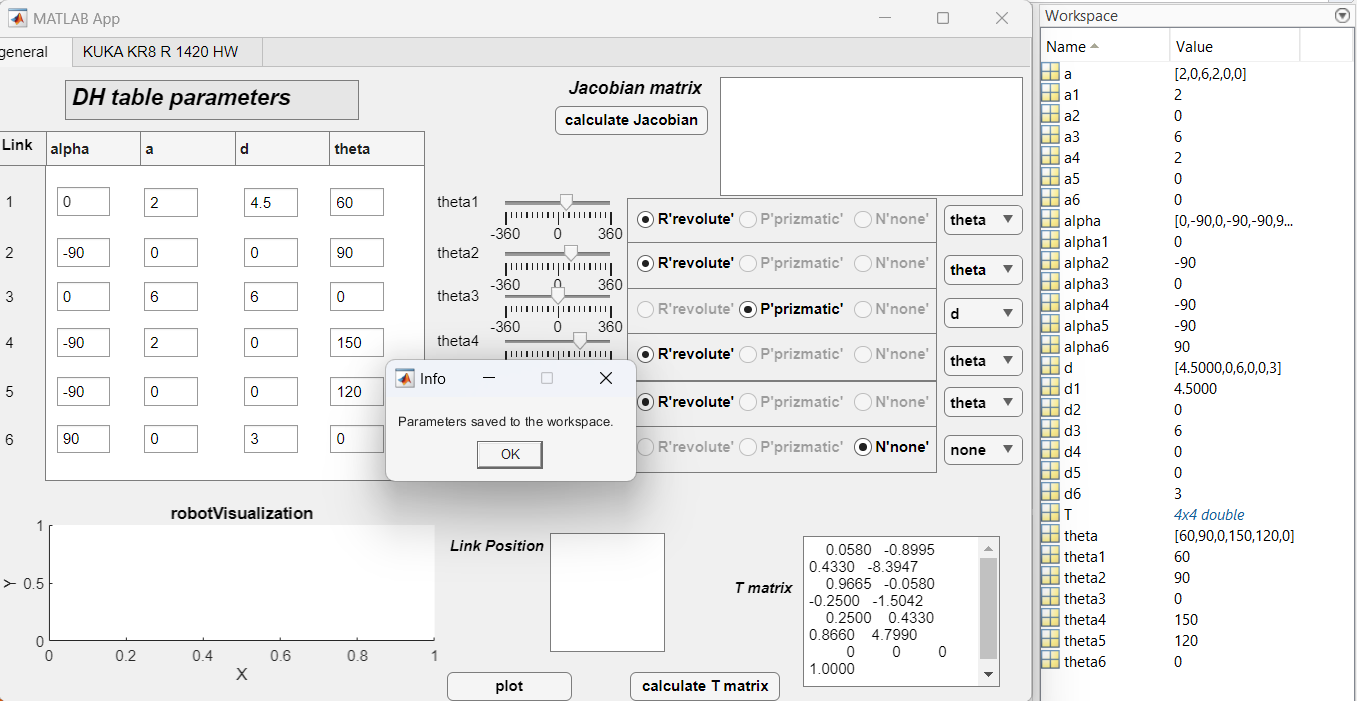 MATLAB App
general KUKA KR8 R 1420 HW
DH table parameters
Link alpha a d theta
1 0 2 4.5 60
2 -90 0 0 90
3 0 6 6 0
4 -90 2 0 150
5 -90 0 0 120
6 90 0 3 0
Jacobian matrix
calculate Jacobian
theta1
-360 0 360
theta2
-360 0 360
theta3
-360 0 360
theta4
R'revolute' P'prizmatic' N'none' theta
R'revolute' P'prizmatic' N'none' theta
R'revolute' P'prizmatic' N'none' d
R'revolute' P'prizmatic' N'none' theta
R'revolute' P'prizmatic' N'none' theta
R'revolute' P'prizmatic' N'none' none
Info
Parameters saved to the workspace.
OK
robotVisualization
1
0.5
0
Y
0 0.2 0.4 0.6 0.8 1
X
Link Position
plot
T matrix
0.0580 -0.8995
0.4330 -8.3947
0.9665 -0.0580
-0.2500 -1.5042
0.2500 0.4330
0.8660 4.7990
0 0 0
1.0000
calculate T matrix
Workspace
Name Value
a [2,0,6,2,0,0]
a1 2
a2 0
a3 6
a4 2
a5 0
a6 0
alpha [0,-90,0,-90,-90,9...
alpha1 0
alpha2 -90
alpha3 0
alpha4 -90
alpha5 -90
alpha6 90
d [4.5000,0,6,0,0,3]
d1 4.5000
d2 0
d3 6
d4 0
d5 0
d6 3
T 4x4 double
theta [60,90,0,150,120,0]
theta1 60
theta2 90
theta3 0
theta4 150
theta5 120
theta6 0